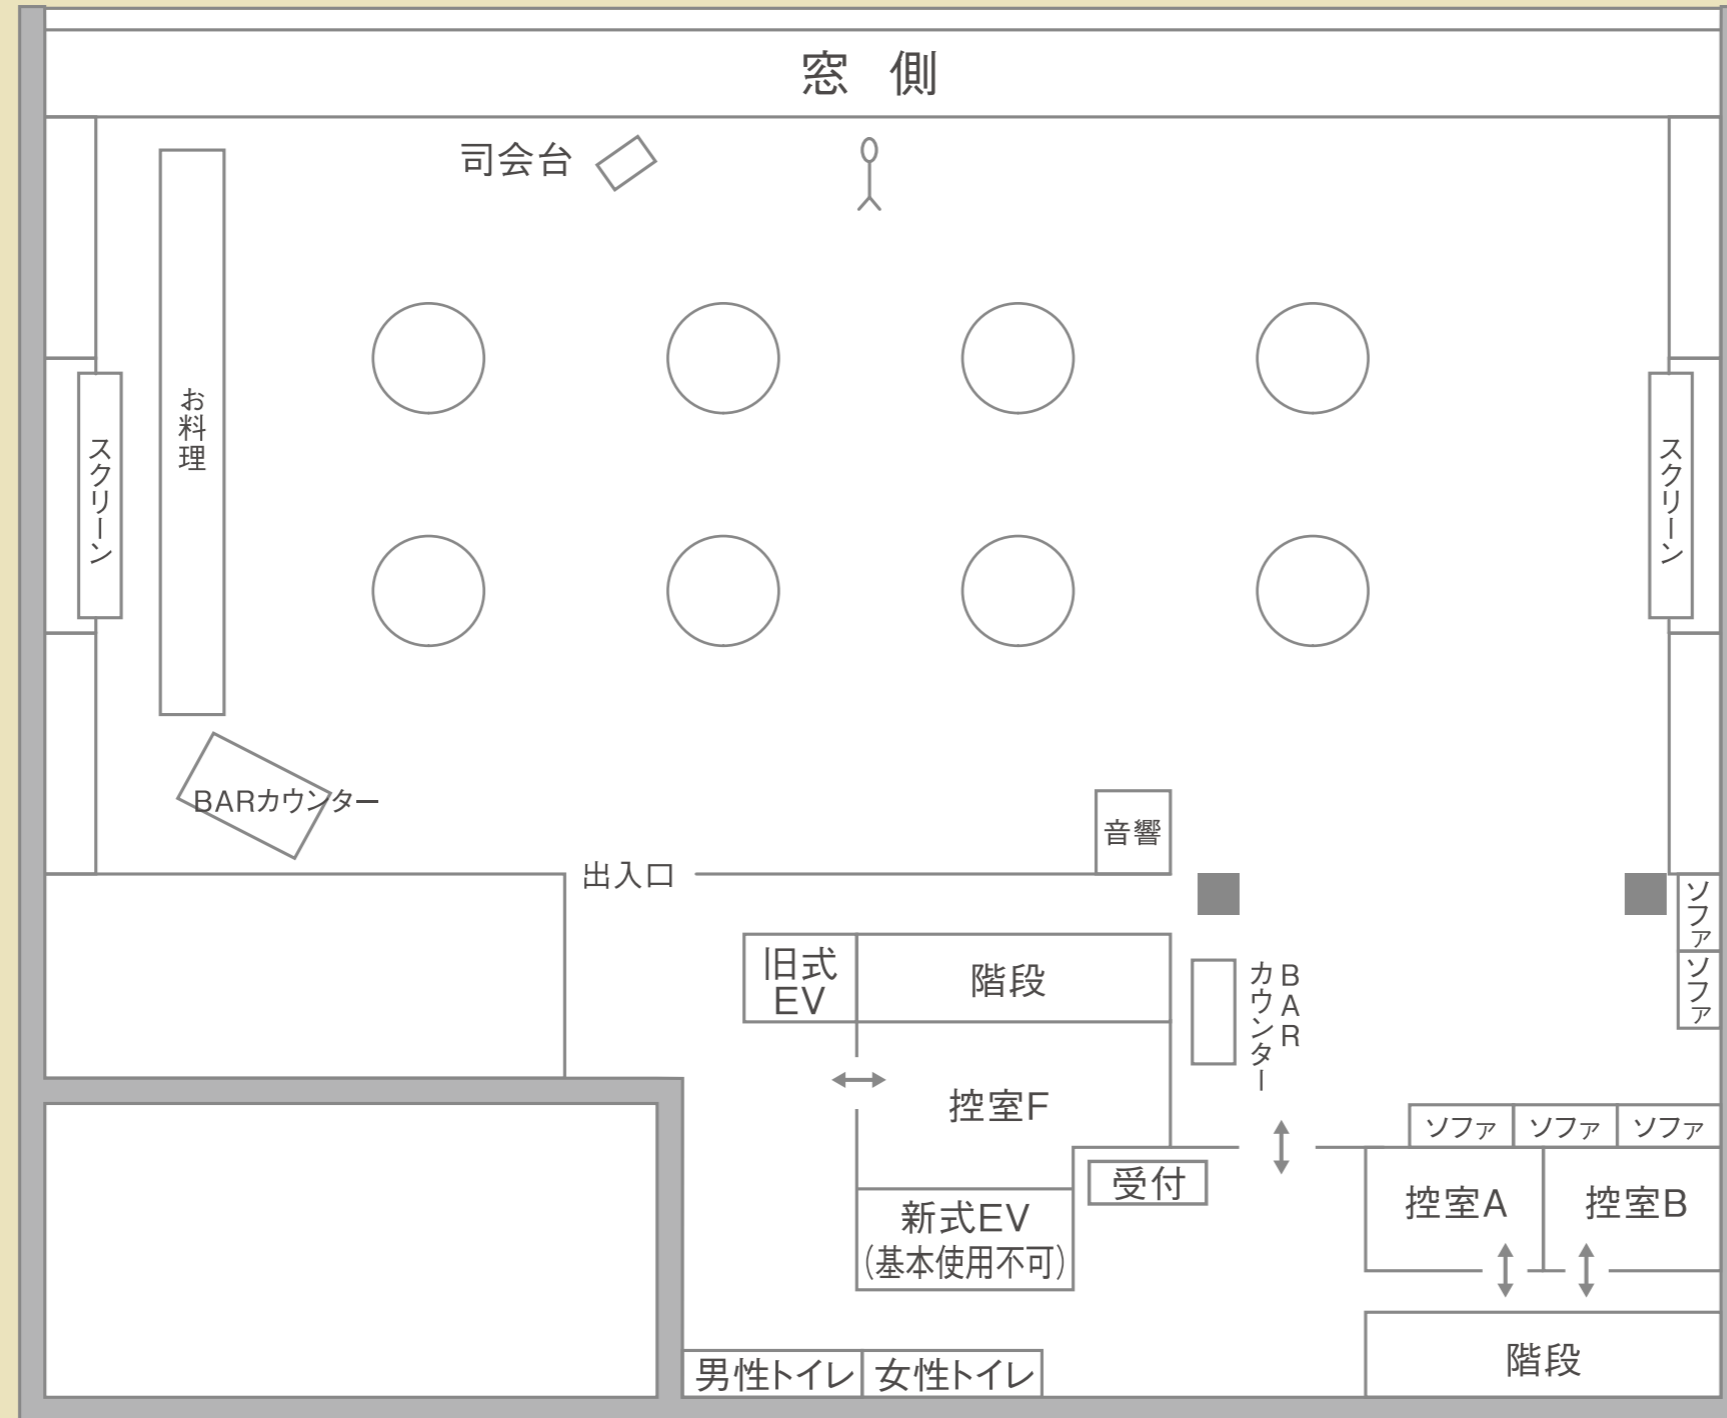 窓 側
司会台
お料理
スクリーン
スクリーン
BARカウンター
音響
出入口
ソファ
ソファ
旧式
EV
階段
BAR
カウンター
控室F
ソファ
ソファ
ソファ
受付
控室A
控室B
新式EV
(基本使用不可)
階段
男性トイレ
女性トイレ